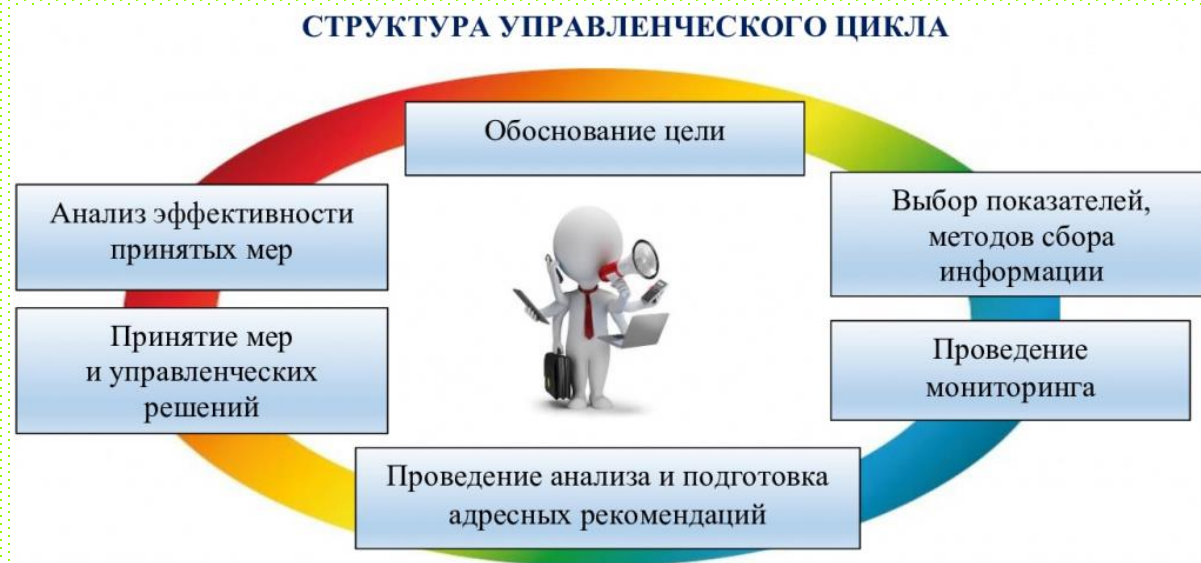 СТРУКТУРА УПРАВЛЕНЧЕСКОГО ЦИКЛА
Обоснование цели
Выбор показателей,
методов сбора
информации
Проведение
мониторинга
Проведение анализа и подготовка
адресных рекомендаций
Принятие мер
и управленческих
решений
Анализ эффективности
принятых мер